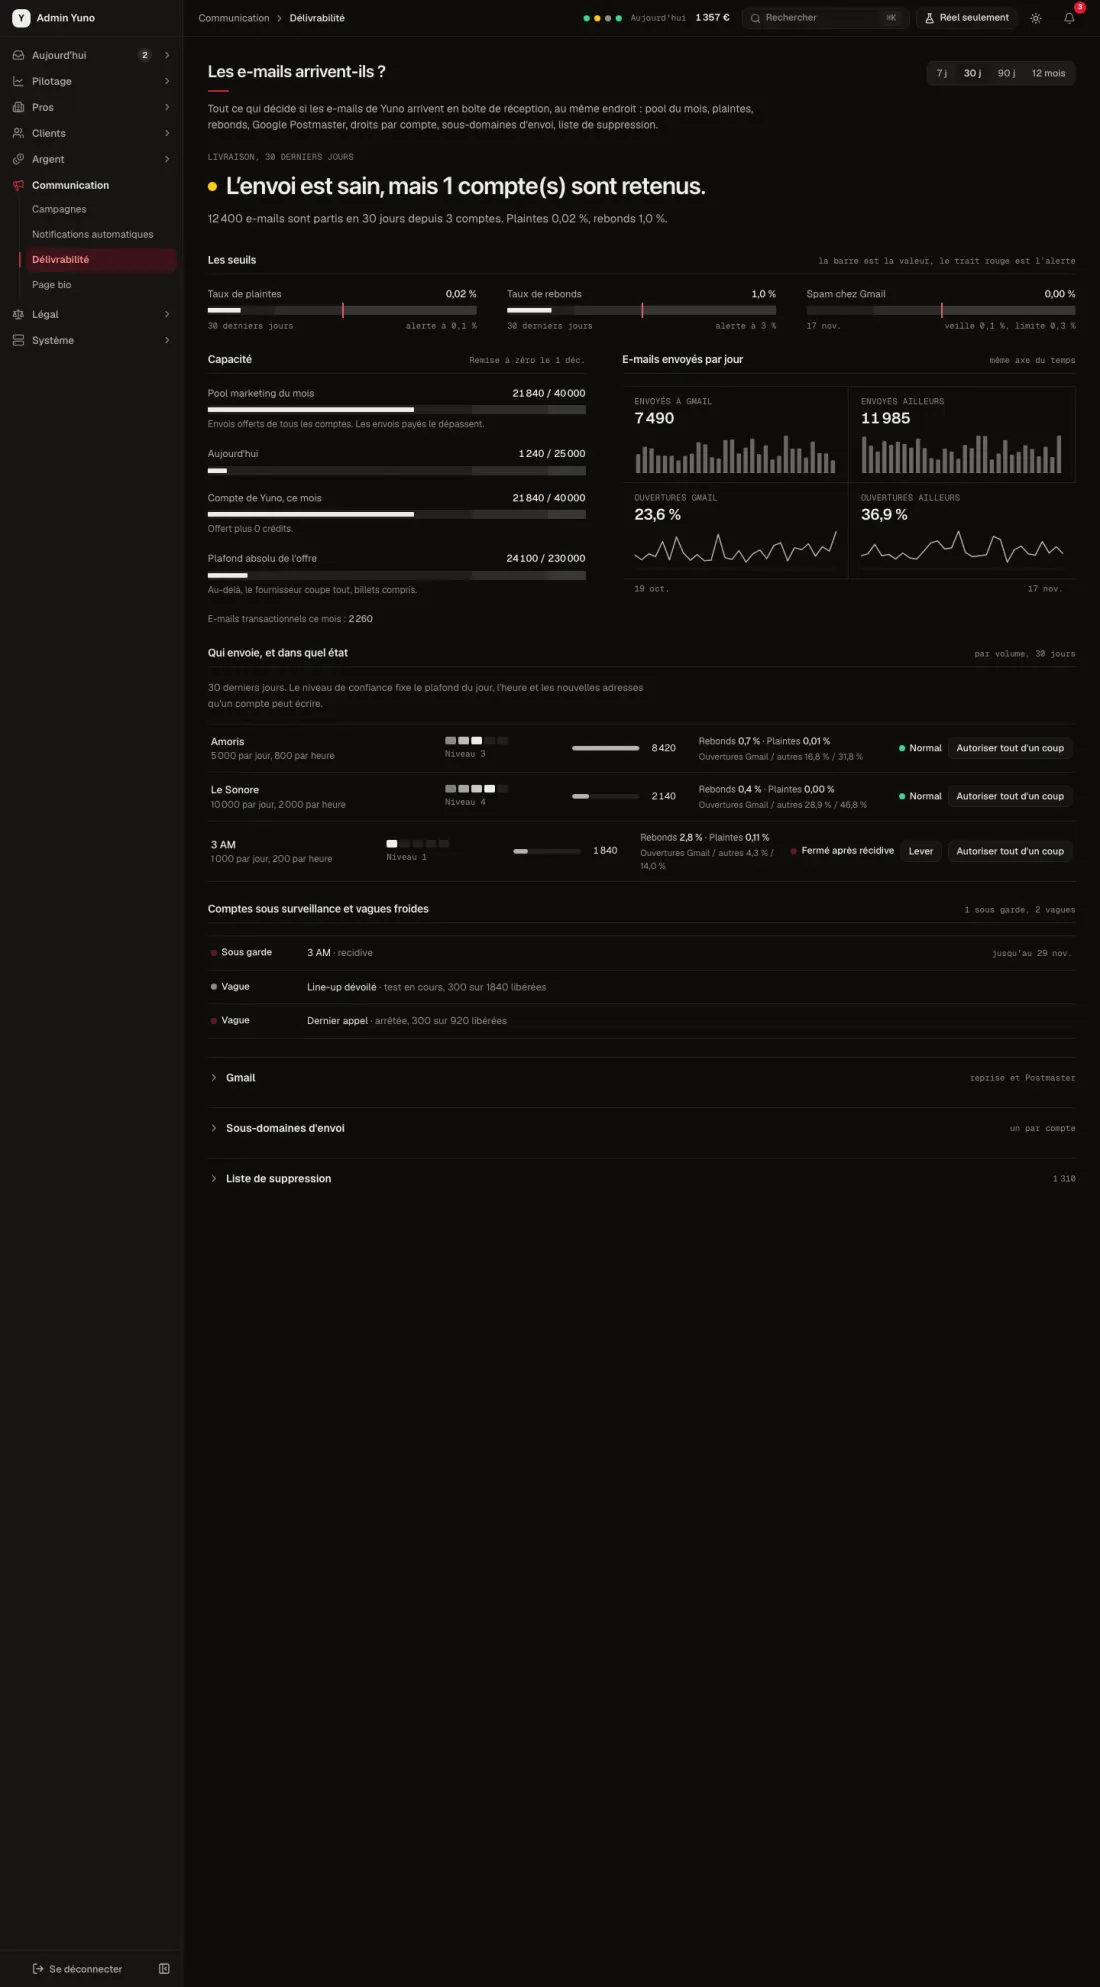 Y Admin Yuno
Communication > Délivrabilité
Aujourd'hui 1 357 €
Rechercher ⌘K
Réel seulement
3
Aujourd'hui 2
Pilotage
Pros
Clients
Argent
Communication
Campagnes
Notifications automatiques
Délivrabilité
Page bio
Légal
Système
Les e-mails arrivent-ils ?
7 j 30 j 90 j 12 mois
Tout ce qui décide si les e-mails de Yuno arrivent en boîte de réception, au même endroit : pool du mois, plaintes,
rebonds, Google Postmaster, droits par compte, sous-domaines d'envoi, liste de suppression.
LIVRAISON, 30 DERNIERS JOURS
L'envoi est sain, mais 1 compte(s) sont retenus.
12 400 e-mails sont partis en 30 jours depuis 3 comptes. Plaintes 0,02 %, rebonds 1,0 %.
Les seuils
la barre est la valeur, le trait rouge est l'alerte
Taux de plaintes 0,02 %
30 derniers jours alerte à 0,1 %
Taux de rebonds 1,0 %
30 derniers jours alerte à 3 %
Spam chez Gmail 0,00 %
17 nov. veille 0,1 %, limite 0,3 %
Capacité Remise à zéro le 1 déc.
Pool marketing du mois 21 840 / 40 000
Envois offerts de tous les comptes. Les envois payés le dépassent.
Aujourd'hui 1 240 / 25 000
Compte de Yuno, ce mois 21 840 / 40 000
Offert plus 0 crédits.
Plafond absolu de l'offre 24 100 / 230 000
Au-delà, le fournisseur coupe tout, billets compris.
E-mails transactionnels ce mois : 2 260
E-mails envoyés par jour même axe du temps
ENVOYÉS À GMAIL
7 490
ENVOYÉS AILLEURS
11 985
OUVERTURES GMAIL
23,6 %
OUVERTURES AILLEURS
36,9 %
19 oct. 17 nov.
Qui envoie, et dans quel état par volume, 30 jours
30 derniers jours. Le niveau de confiance fixe le plafond du jour, l'heure et les nouvelles adresses
qu'un compte peut écrire.
Amoris
5 000 par jour, 800 par heure
Niveau 3
8 420
Rebonds 0,7 % · Plaintes 0,01 %
Ouvertures Gmail / autres 16,8 % / 31,8 %
Normal
Autoriser tout d'un coup
Le Sonore
10 000 par jour, 2 000 par heure
Niveau 4
2 140
Rebonds 0,4 % · Plaintes 0,00 %
Ouvertures Gmail / autres 28,9 % / 46,8 %
Normal
Autoriser tout d'un coup
3 AM
1 000 par jour, 200 par heure
Niveau 1
1 840
Rebonds 2,8 % · Plaintes 0,11 %
Ouvertures Gmail / autres 4,3 % /
14,0 %
Fermé après récidive
Lever
Autoriser tout d'un coup
Comptes sous surveillance et vagues froides 1 sous garde, 2 vagues
Sous garde 3 AM · recidive jusqu'au 29 nov.
Vague Line-up dévoilé · test en cours, 300 sur 1840 libérées
Vague Dernier appel · arrêtée, 300 sur 920 libérées
Gmail reprise et Postmaster
Sous-domaines d'envoi un par compte
Liste de suppression 1 310
Se déconnecter